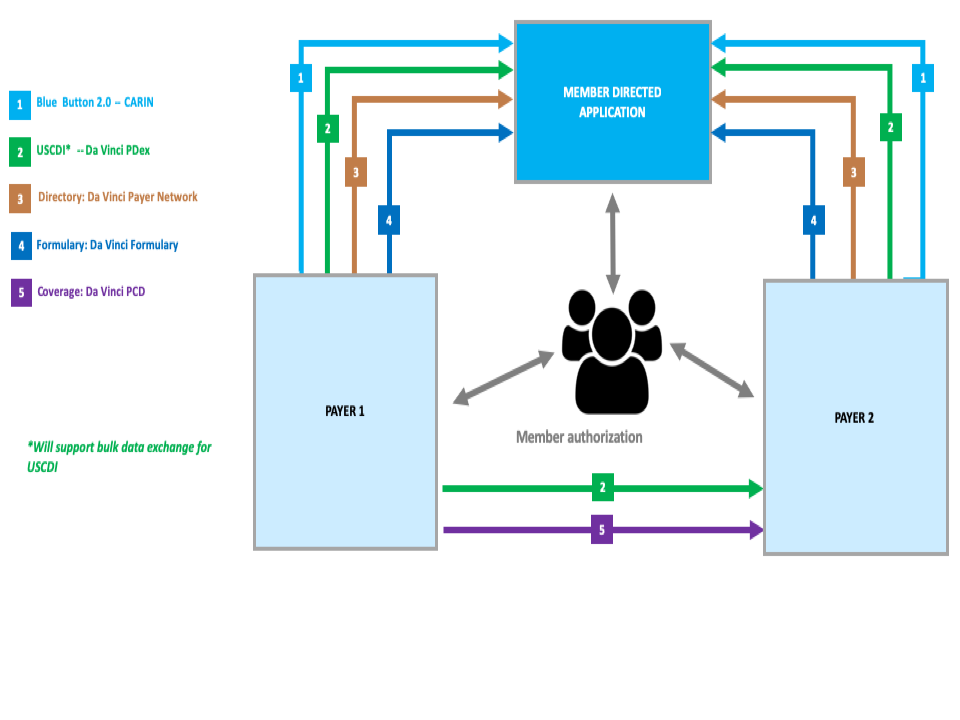 1 Blue Button 2.0 -- CARIN
2 USCDI* -- Da Vinci PDex
3 Directory: Da Vinci Payer Network
4 Formulary: Da Vinci Formulary
5 Coverage: Da Vinci PCD
*Will support bulk data exchange for
USCDI
MEMBER DIRECTED
APPLICATION
1
2
3
4
1
2
3
4
PAYER 1
PAYER 2
Member authorization
2
5